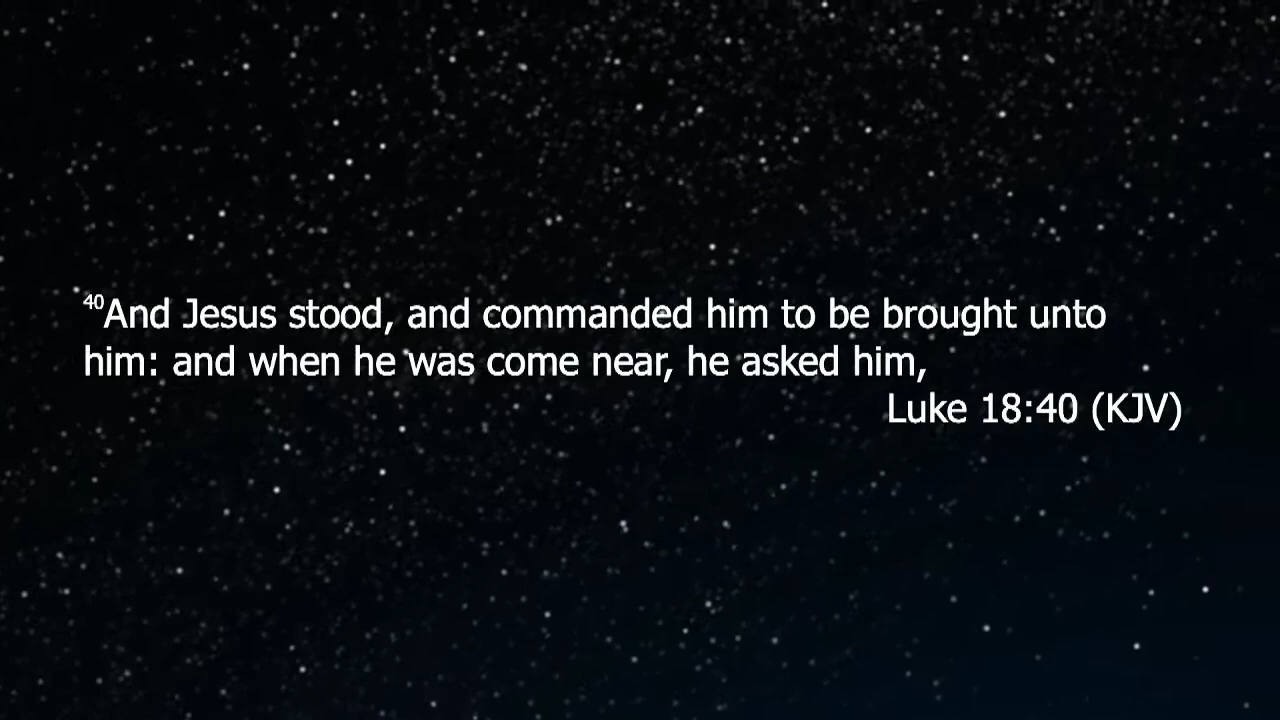 40And Jesus stood, and commanded him to be brought unto
him: and when he was come near, he asked him,
Luke 18:40 (KJV)